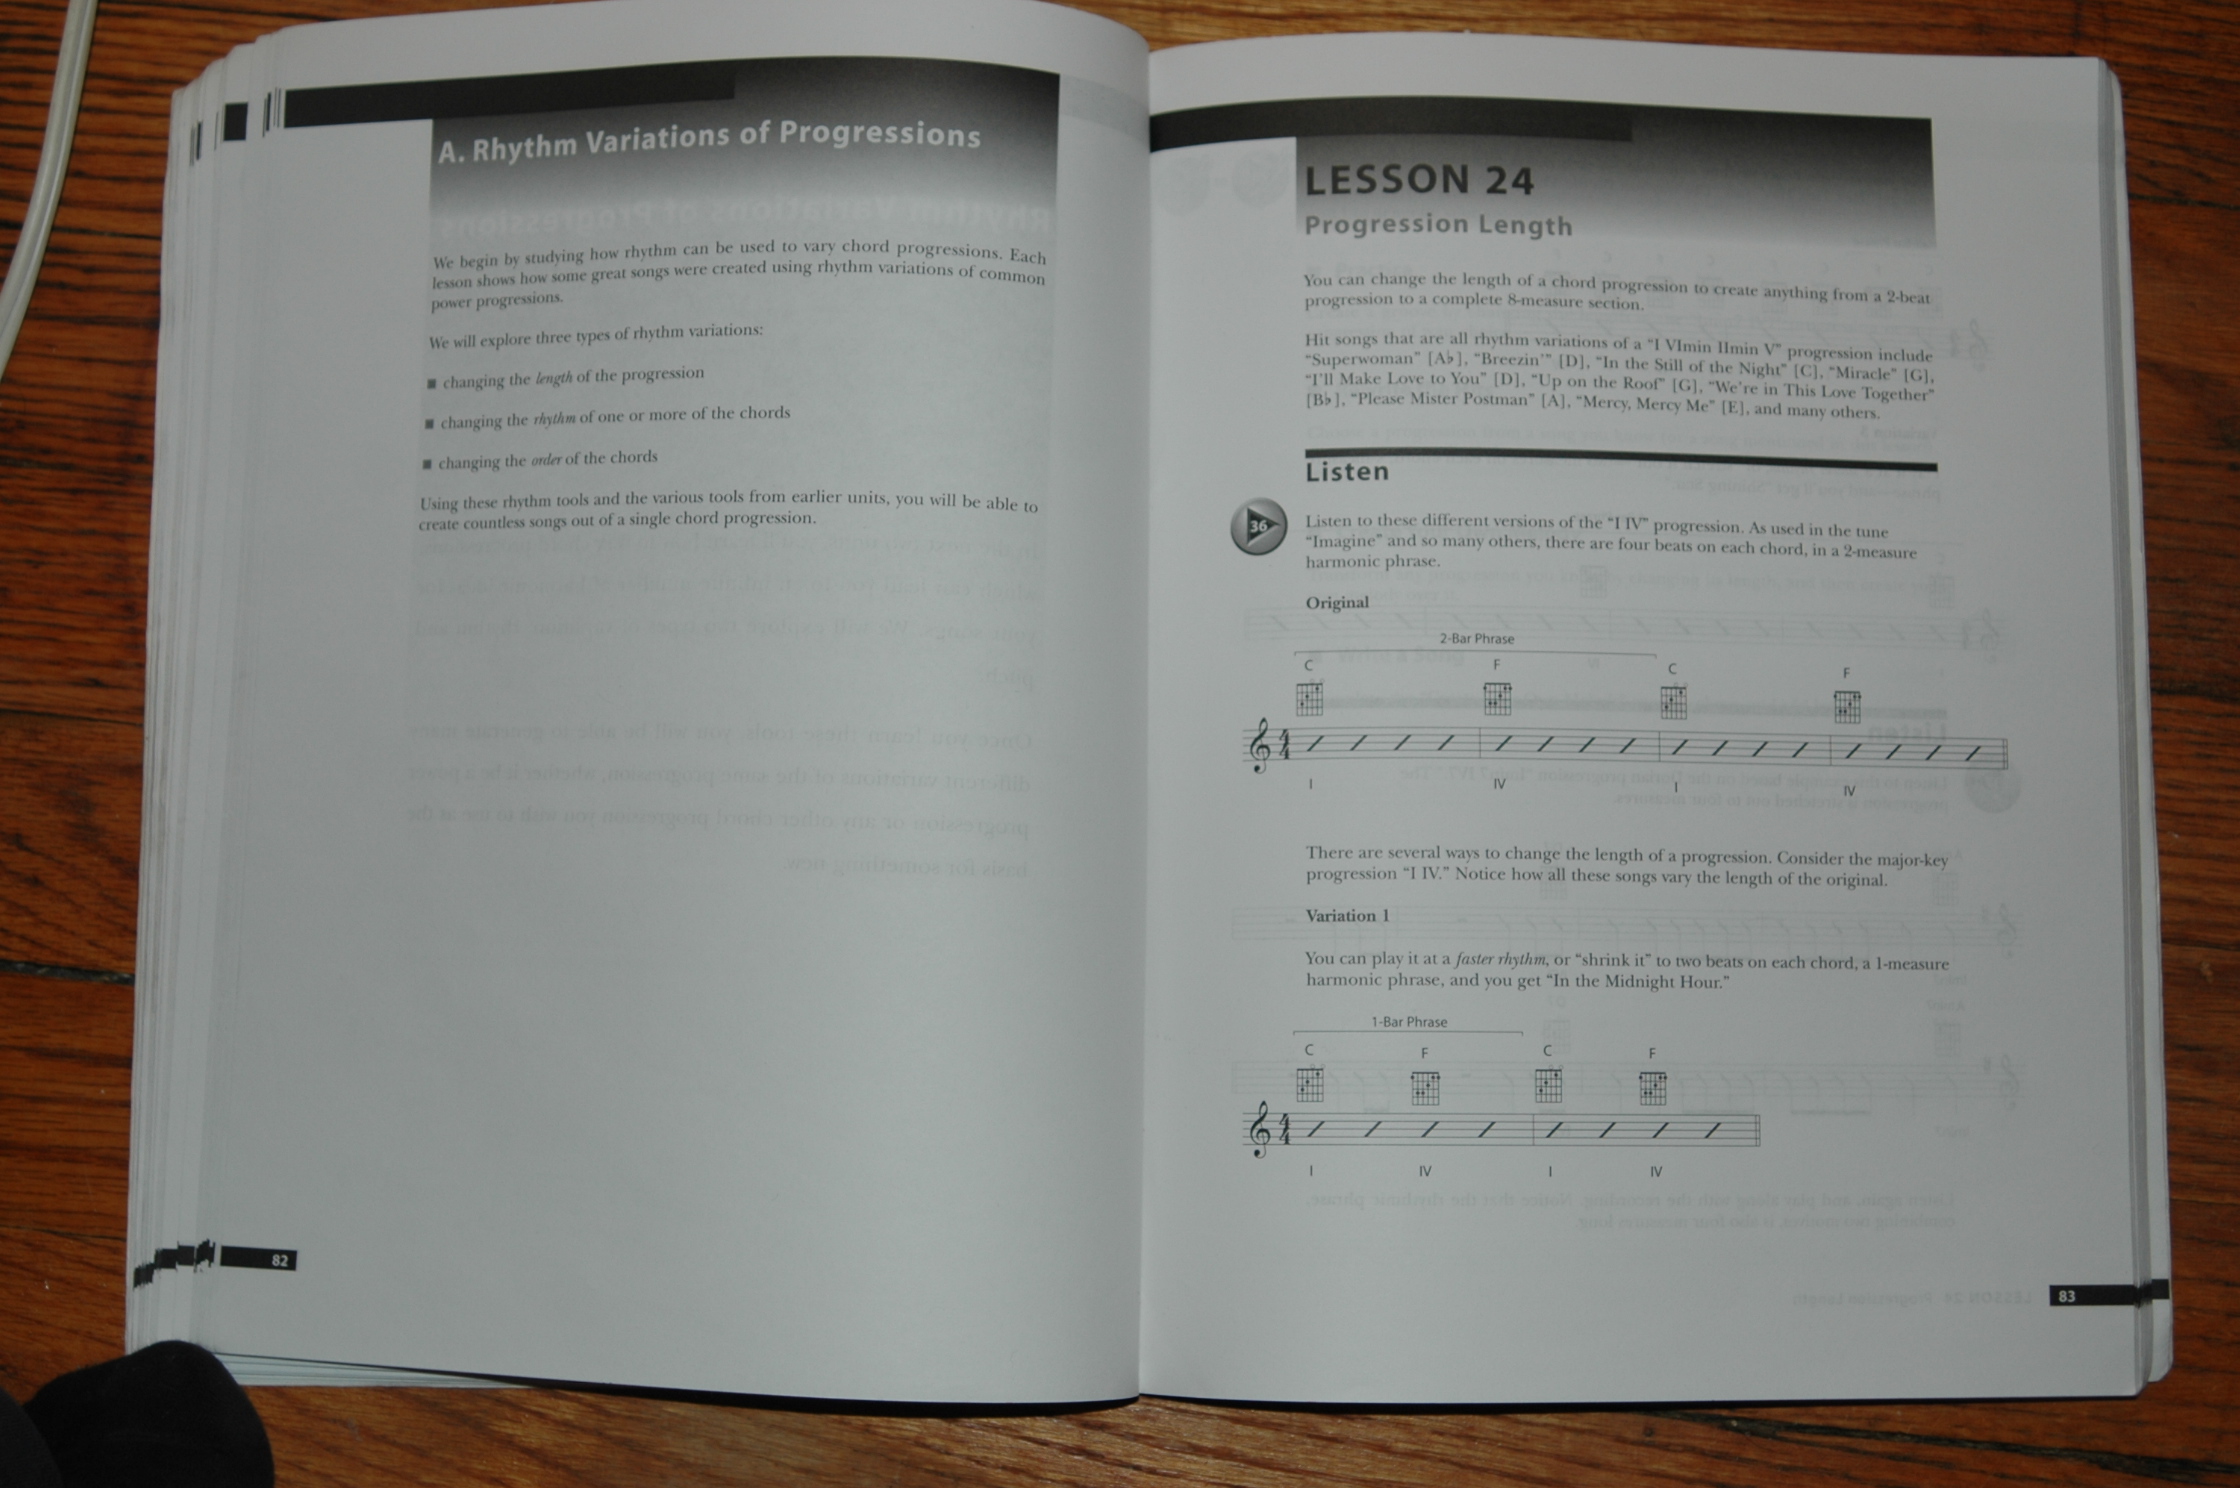 A. Rhythm Variations of Progressions
We begin by studying how rhythm can be used to vary chord progressions. Each
lesson shows how some great songs were created using rhythm variations of common
power progressions.
We will explore three types of rhythm variations:
■ changing the length of the progression
■ changing the rhythm of one or more of the chords
■ changing the order of the chords
Using these rhythm tools and the various tools from earlier units, you will be able to
create countless songs out of a single chord progression.
82
LESSON 24
Progression Length
You can change the length of a chord progression to create anything from a 2-beat
progression to a complete 8-measure section.
Hit songs that are all rhythm variations of a “I VImin IImin V” progression include
“Superwoman” [A♭], “Breezin’” [D], “In the Still of the Night” [C], “Miracle” [G],
“I’ll Make Love to You” [D], “Up on the Roof” [G], “We’re in This Love Together”
[B♭], “Please Mister Postman” [A], “Mercy, Mercy Me” [E], and many others.
Listen
36
Listen to these different versions of the “I IV” progression. As used in the tune
“Imagine” and so many others, there are four beats on each chord, in a 2-measure
harmonic phrase.
Original
2-Bar Phrase
C F C F
4
4
I IV I IV
There are several ways to change the length of a progression. Consider the major-key
progression “I IV.” Notice how all these songs vary the length of the original.
Variation 1
You can play it at a faster rhythm, or “shrink it” to two beats on each chord, a 1-measure
harmonic phrase, and you get “In the Midnight Hour.”
1-Bar Phrase
C F C F
4
4
I IV I IV
83